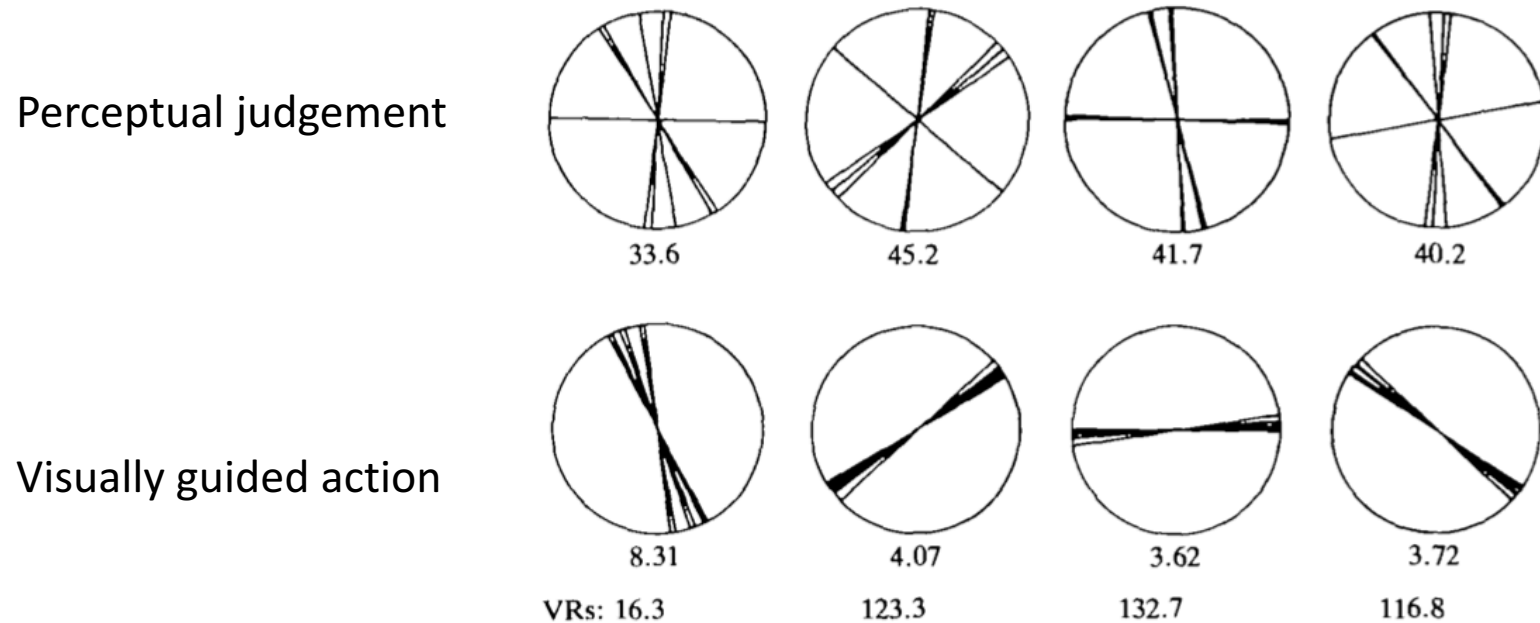 Perceptual judgement
33.6 45.2 41.7 40.2
Visually guided action
8.31 4.07 3.62 3.72
VRs: 16.3 123.3 132.7 116.8